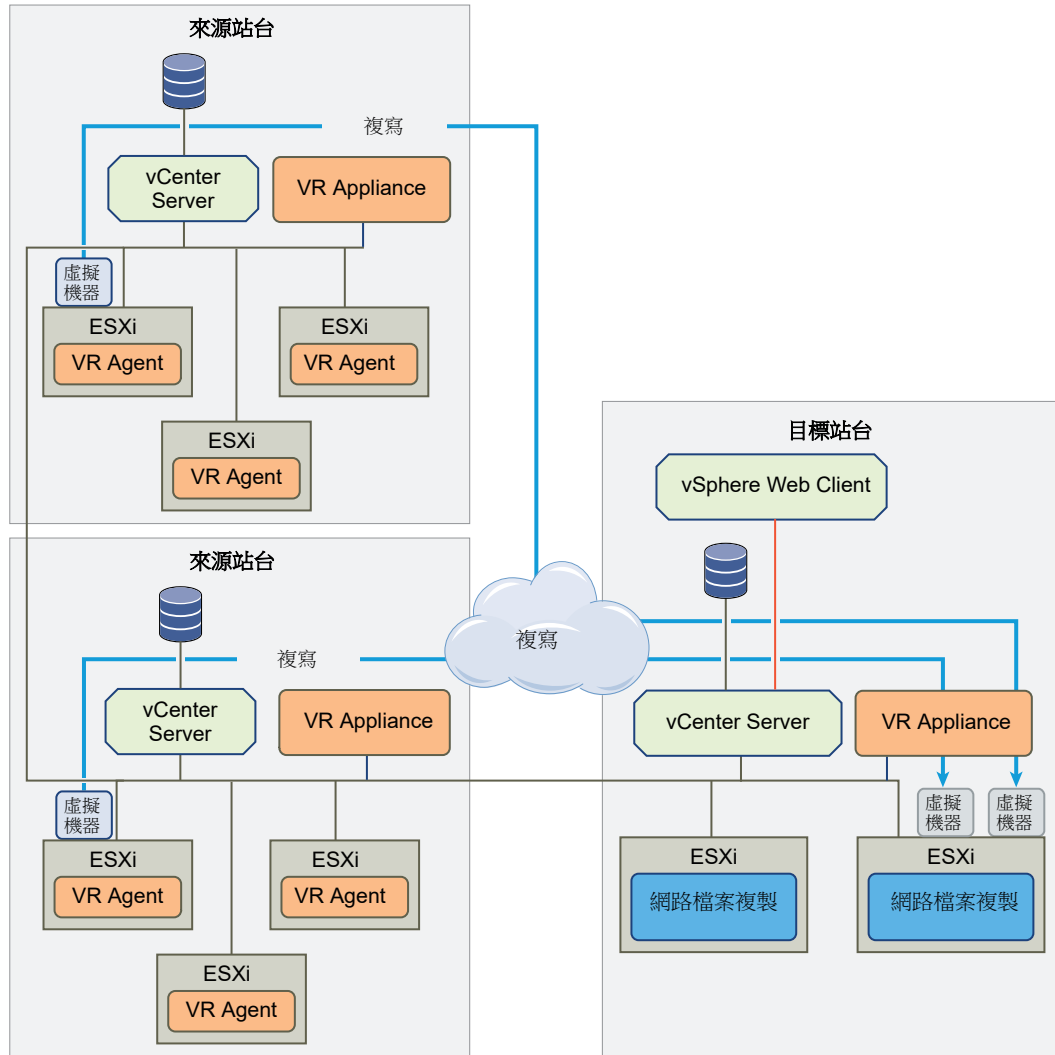 來源站台
複寫
vCenter
Server
VR Appliance
虛擬
機器
ESXi
VR Agent
ESXi
VR Agent
ESXi
VR Agent
來源站台
複寫
vCenter
Server
VR Appliance
虛擬
機器
ESXi
VR Agent
ESXi
VR Agent
ESXi
VR Agent
複寫
目標站台
vSphere Web Client
vCenter Server
VR Appliance
虛擬
機器
虛擬
機器
ESXi
網路檔案複製
ESXi
網路檔案複製